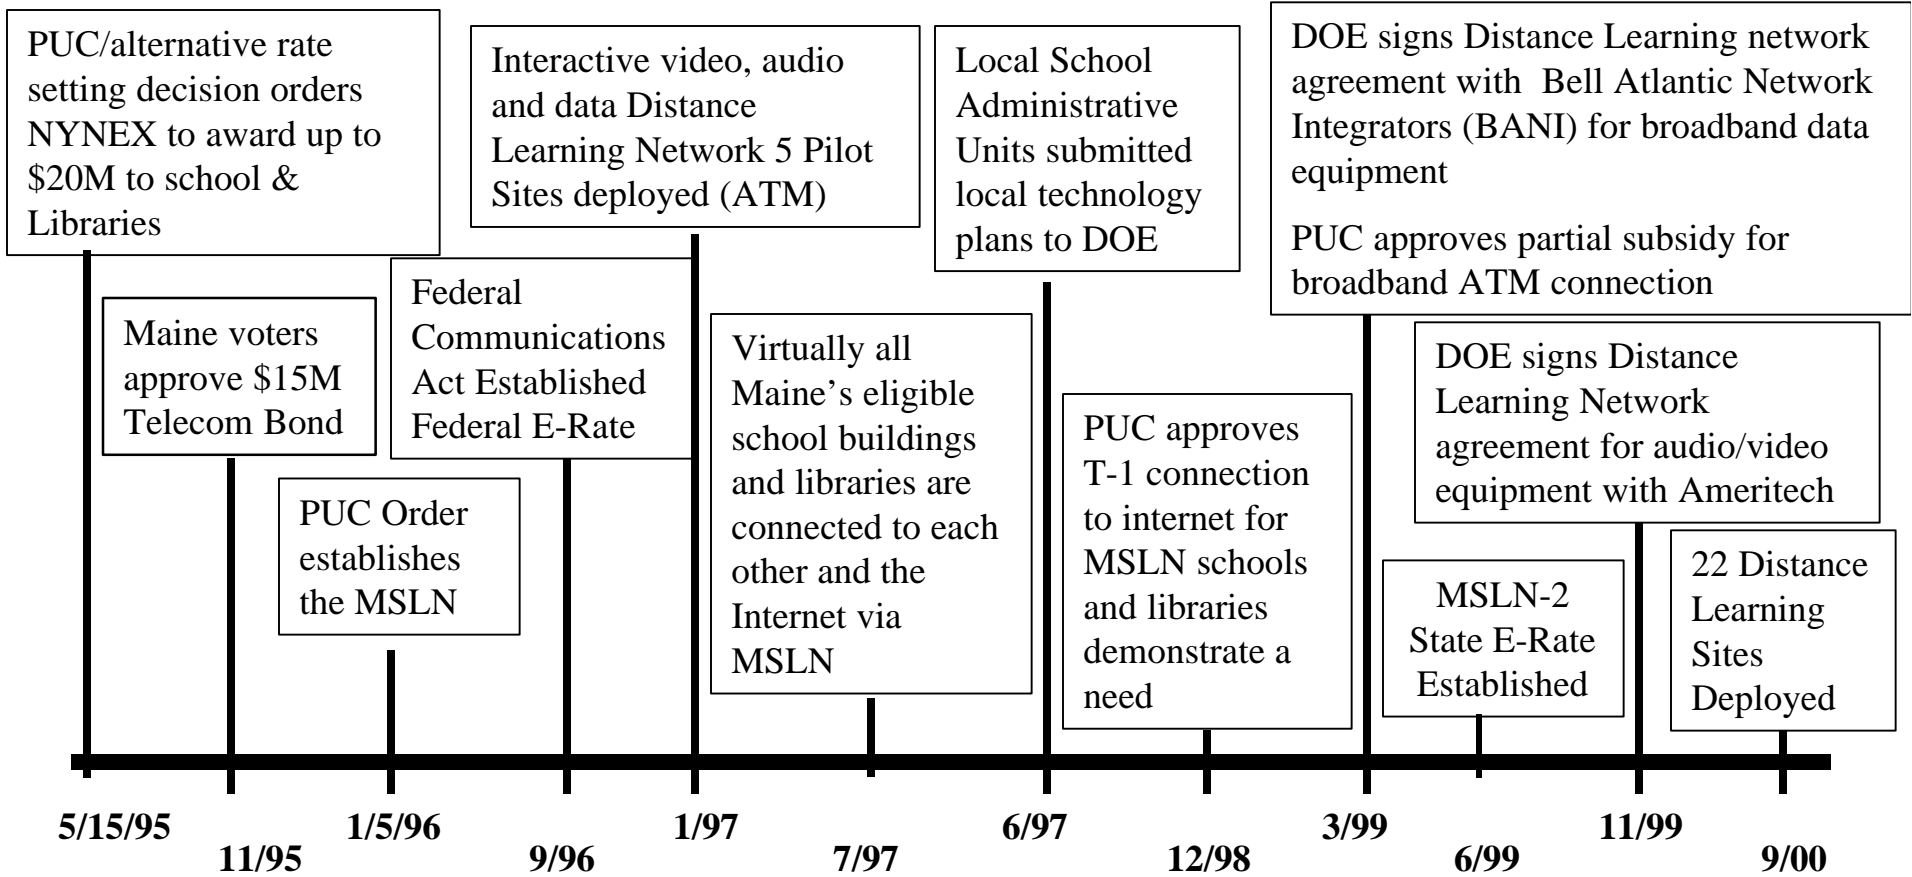 PUC/alternative rate
setting decision orders
NYNEX to award up to
$20M to school &
Libraries
Maine voters
approve $15M
Telecom Bond
PUC Order
establishes
the MSLN
Federal
Communications
Act Established
Federal E-Rate
Interactive video, audio
and data Distance
Learning Network 5 Pilot
Sites deployed (ATM)
Virtually all
Maine’s eligible
school buildings
and libraries are
connected to each
other and the
Internet via
MSLN
Local School
Administrative
Units submitted
local technology
plans to DOE
PUC approves
T-1 connection
to internet for
MSLN schools
and libraries
demonstrate a
need
DOE signs Distance Learning network
agreement with Bell Atlantic Network
Integrators (BANI) for broadband data
equipment
PUC approves partial subsidy for
broadband ATM connection
MSLN-2
State E-Rate
Established
DOE signs Distance
Learning Network
agreement for audio/video
equipment with Ameritech
22 Distance
Learning
Sites
Deployed
5/15/95
11/95
1/5/96
9/96
1/97
7/97
6/97
12/98
3/99
6/99
11/99
9/00